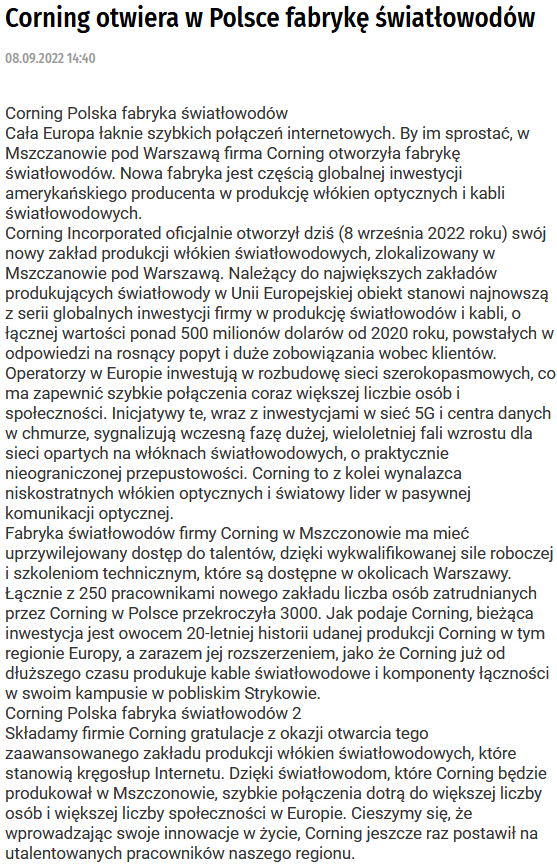 Corning otwiera w Polsce fabrykę światłowodów
08.09.2022 14:40
Corning Polska fabryka światłowodów
Cała Europa łaknie szybkich połączeń internetowych. By im sprostać, w
Mszczanowie pod Warszawą firma Corning otworzyła fabrykę
światłowodów. Nowa fabryka jest częścią globalnej inwestycji
amerykańskiego producenta w produkcję włókien optycznych i kabli
światłowodowych.
Corning Incorporated oficjalnie otworzył dziś (8 września 2022 roku) swój
nowy zakład produkcji włókien światłowodowych, zlokalizowany w
Mszczanowie pod Warszawą. Należący do największych zakładów
produkujących światłowody w Unii Europejskiej obiekt stanowi najnowszą
z serii globalnych inwestycji firmy w produkcję światłowodów i kabli, o
łącznej wartości ponad 500 milionów dolarów od 2020 roku, powstałych w
odpowiedzi na rosnący popyt i duże zobowiązania wobec klientów.
Operatorzy w Europie inwestują w rozbudowę sieci szerokopasmowych, co
ma zapewnić szybkie połączenia coraz większej liczbie osób i
społeczności. Inicjatywy te, wraz z inwestycjami w sieć 5G i centra danych
w chmurze, sygnalizują wczesną fazę dużej, wieloletniej fali wzrostu dla
sieci opartych na włóknach światłowodowych, o praktycznie
nieograniczonej przepustowości. Corning to z kolei wynalazca
niskostratnych włókien optycznych i światowy lider w pasywnej
komunikacji optycznej.
Fabryka światłowodów firmy Corning w Mszczonowie ma mieć
uprzywilejowany dostęp do talentów, dzięki wykwalifikowanej sile roboczej
i szkoleniom technicznym, które są dostępne w okolicach Warszawy.
Łącznie z 250 pracownikami nowego zakładu liczba osób zatrudnianych
przez Corning w Polsce przekroczyła 3000. Jak podaje Corning, bieżąca
inwestycja jest owocem 20-letniej historii udanej produkcji Corning w tym
regionie Europy, a zarazem jej rozszerzeniem, jako że Corning już od
dłuższego czasu produkuje kable światłowodowe i komponenty łączności
w swoim kampusie w pobliskim Strykowie.
Corning Polska fabryka światłowodów 2
Składamy firmie Corning gratulacje z okazji otwarcia tego
zaawansowanego zakładu produkcji włókien światłowodowych, które
stanowią kręgosłup Internetu. Dzięki światłowodom, które Corning będzie
produkował w Mszczonowie, szybkie połączenia dotrą do większej liczby
osób i większej liczby społeczności w Europie. Cieszymy się, że
wprowadzając swoje innowacje w życie, Corning jeszcze raz postawił na
utalentowanych pracowników naszego regionu.